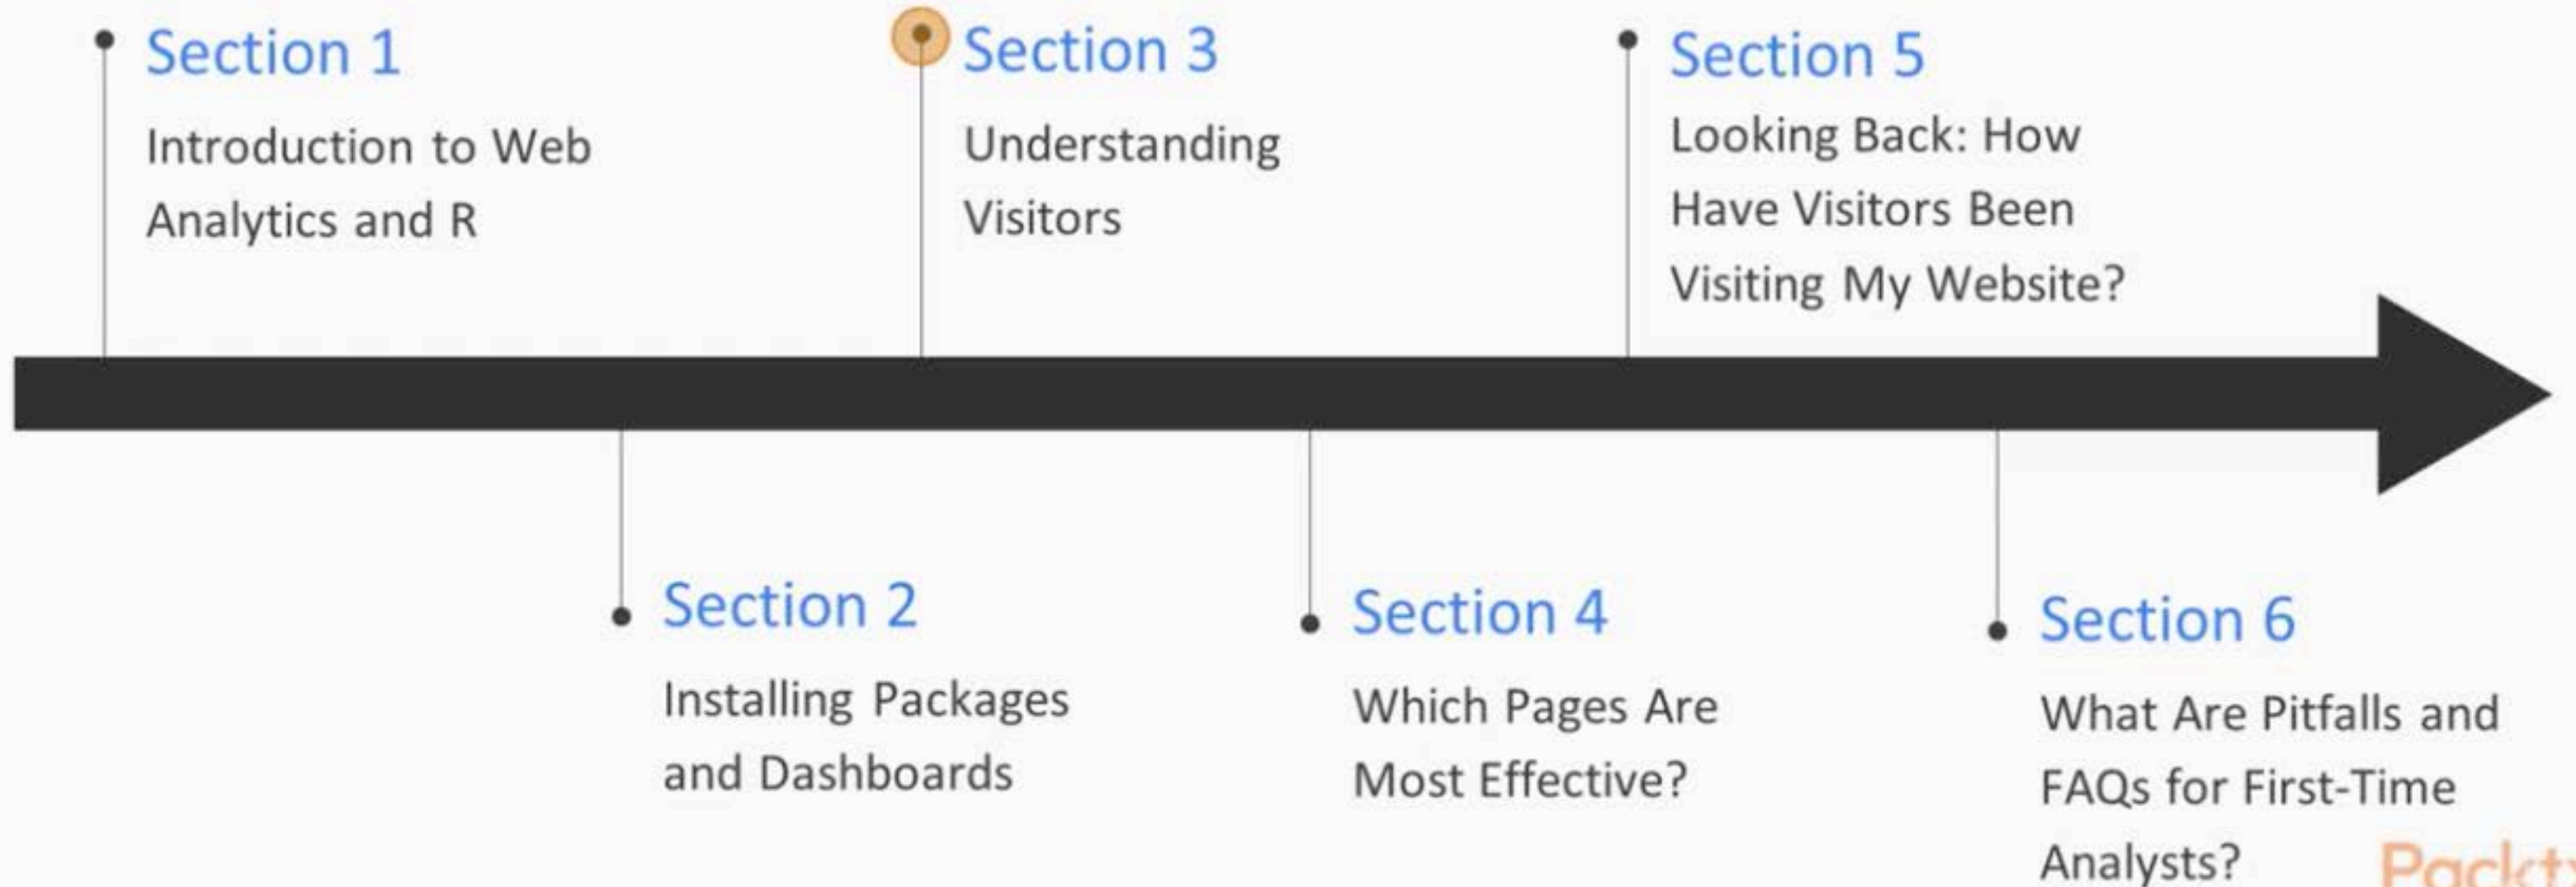 Section 1
Introduction to Web
Analytics and R
Section 2
Installing Packages
and Dashboards
Section 3
Understanding
Visitors
Section 4
Which Pages Are
Most Effective?
Section 5
Looking Back: How
Have Visitors Been
Visiting My Website?
Section 6
What Are Pitfalls and
FAQs for First-Time
Analysts?